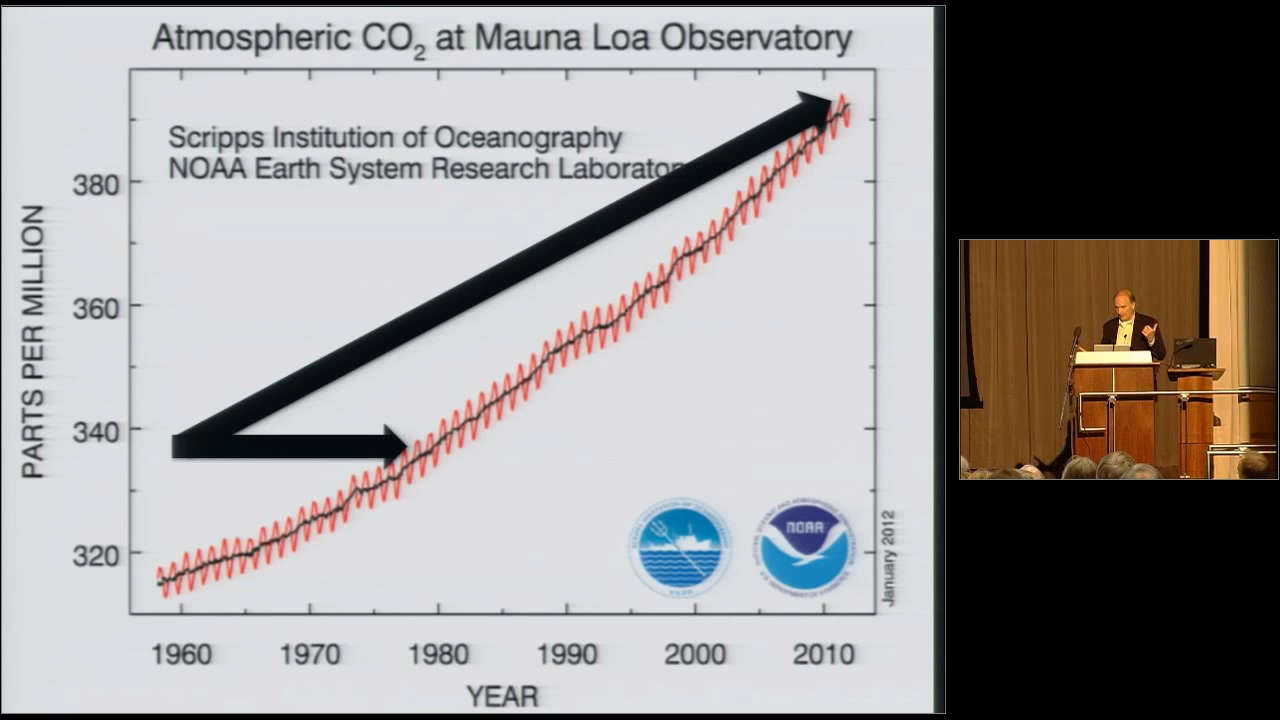 Atmospheric CO₂ at Mauna Loa Observatory
Scripps Institution of Oceanography
NOAA Earth System Research Laborator
PARTS PER MILLION
380
360
340
320
NOAA
January 2012
1960 1970 1980 1990 2000 2010
YEAR